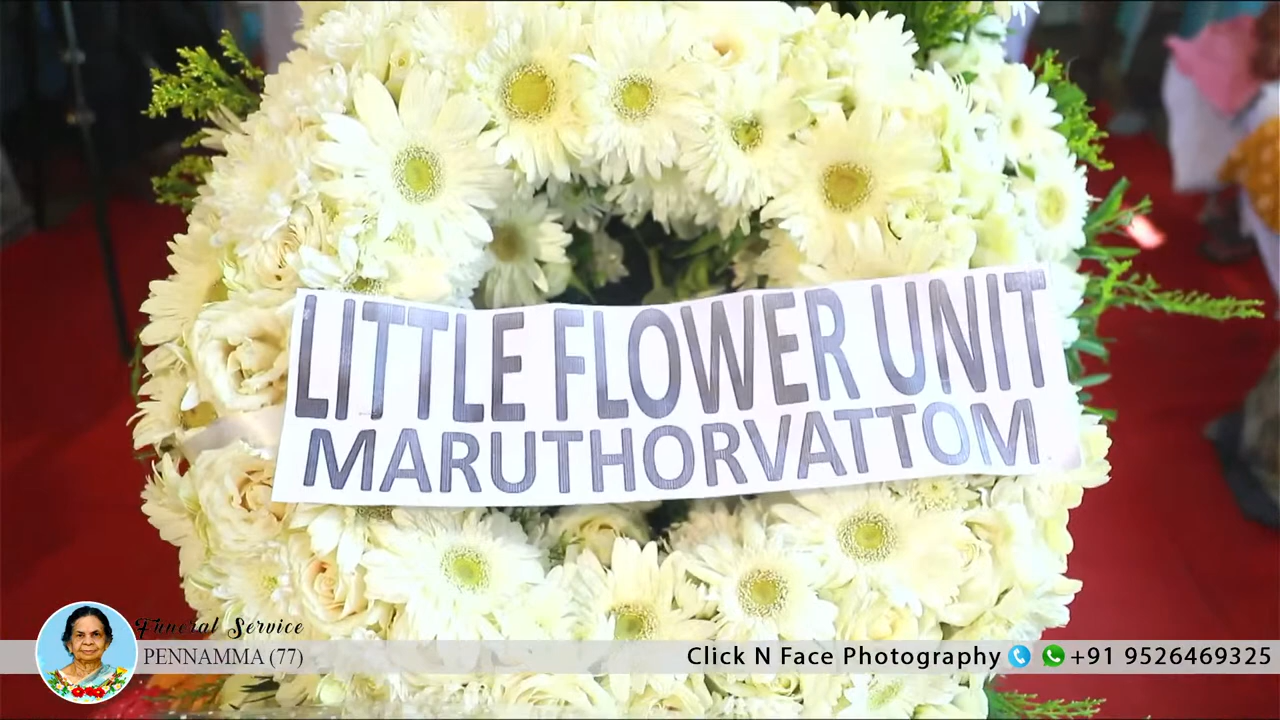 LITTLE FLOWER UNIT
MARUTHORVATTOM
Funeral Service
PENNAMMA (77)
Click N Face Photography +91 9526469325